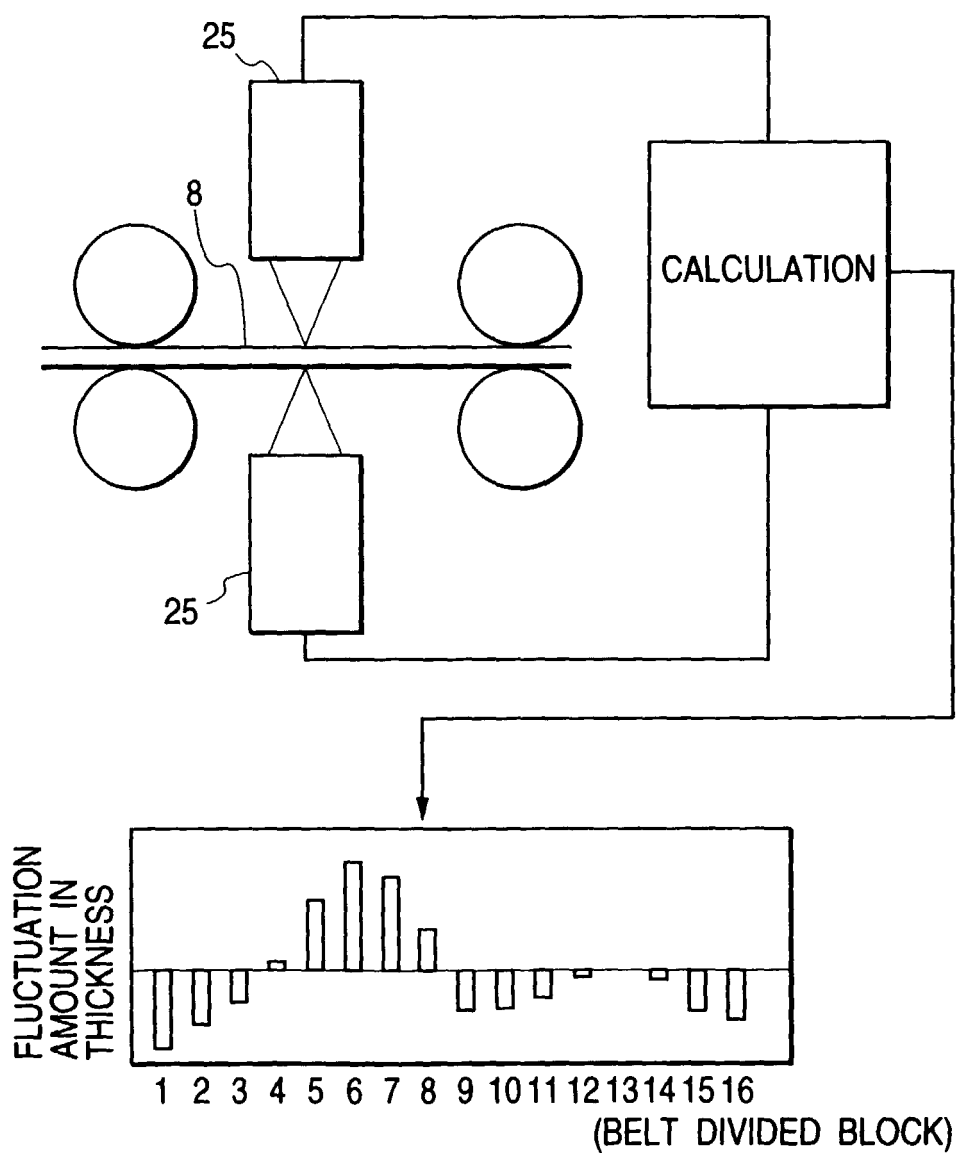 25
8
CALCULATION
25
FLUCTUATION
AMOUNT IN
THICKNESS
1 2 3 4 5 6 7 8 9 10 11 12 13 14 15 16
(BELT DIVIDED BLOCK)